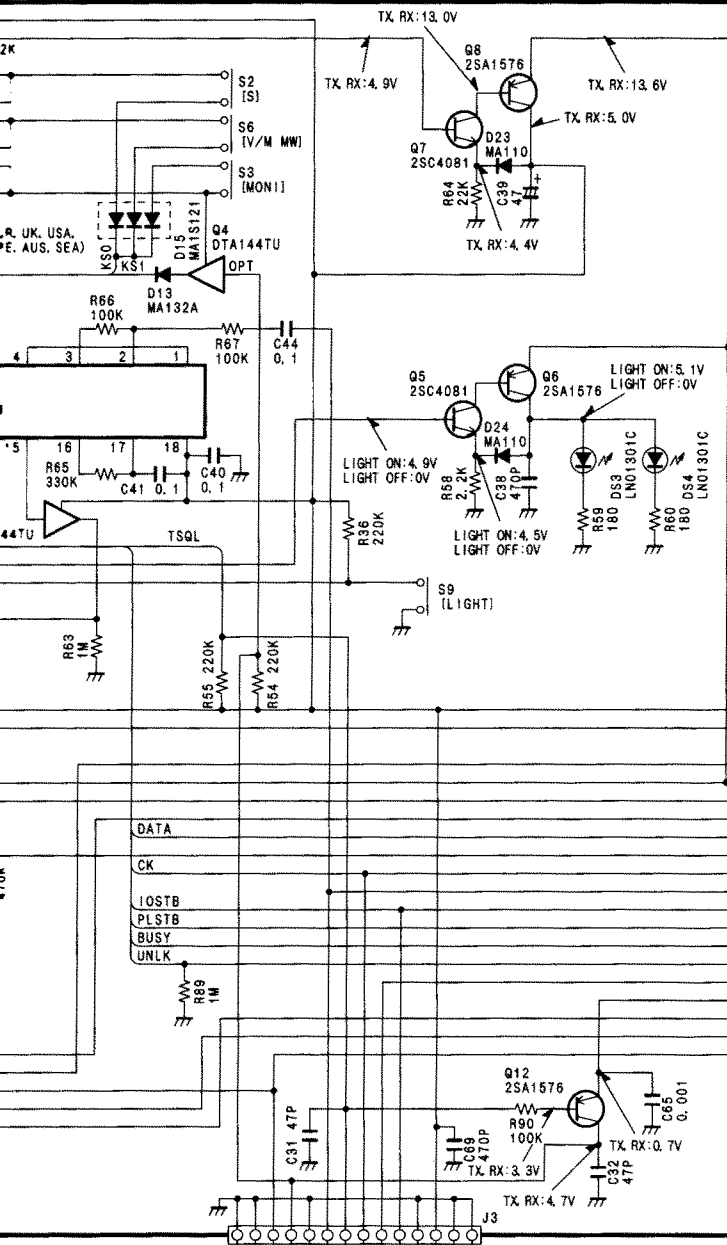 TX, RX:13.0V
2K
Q8
2SA1576
TX, RX:4.9V
TX, RX:13.6V
S2
[S]
TX, RX:5.0V
S6
[V/M MW]
Q7
2SC4081
D23
MA110
S3
[MONI]
R64
22K
C39
47
+
D15
MA1S121
Q4
DTA144TU
R, UK, USA,
PE, AUS, SEA)
KS0
KS1
OPT
TX, RX:4.4V
D13
MA132A
R66
100K
R67
100K
C44
0.1
4
3
2
1
Q5
2SC4081
Q6
2SA1576
LIGHT ON:5.1V
LIGHT OFF:0V
D24
MA110
16
17
18
R65
330K
C41 0.1
C40
0.1
LIGHT ON:4.9V
LIGHT OFF:0V
R58
2.2K
C38
470P
DS3
LN01301C
DS4
LN01301C
R59
180
R60
180
44TU
TSQL
R36
220K
LIGHT ON:4.5V
LIGHT OFF:0V
S9
[LIGHT]
R63
1M
R55 220K
R54 220K
DATA
CK
470K
IOSTB
PLSTB
BUSY
UNLK
R89
1M
Q12
2SA1576
C65
0.001
C31 47P
R90
100K
C69
470P
TX, RX:0.7V
TX, RX:3.3V
C32
47P
TX, RX:4.7V
J3